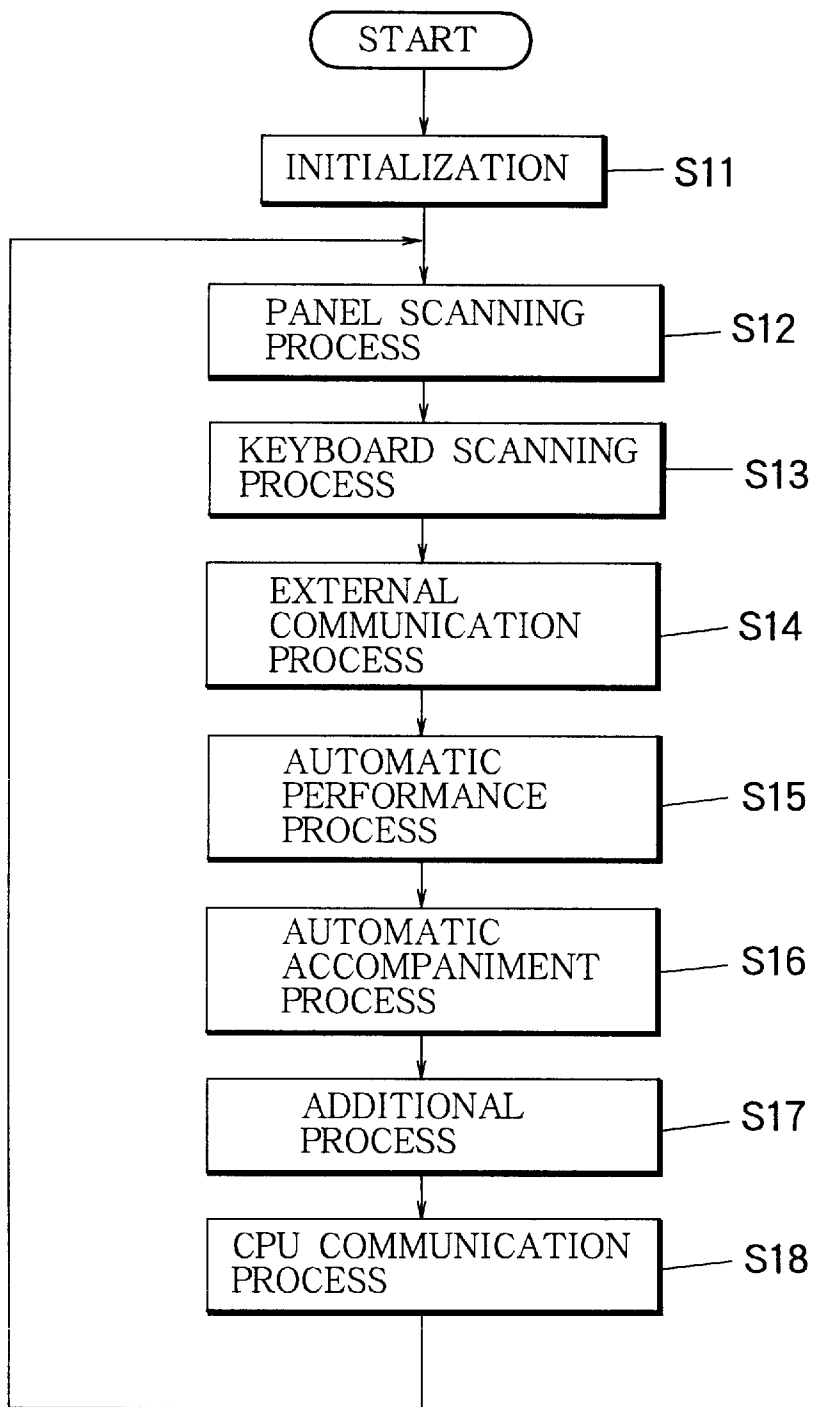 START
INITIALIZATION
S11
PANEL SCANNING
PROCESS
S12
KEYBOARD SCANNING
PROCESS
S13
EXTERNAL
COMMUNICATION
PROCESS
S14
AUTOMATIC
PERFORMANCE
PROCESS
S15
AUTOMATIC
ACCOMPANIMENT
PROCESS
S16
ADDITIONAL
PROCESS
S17
CPU COMMUNICATION
PROCESS
S18